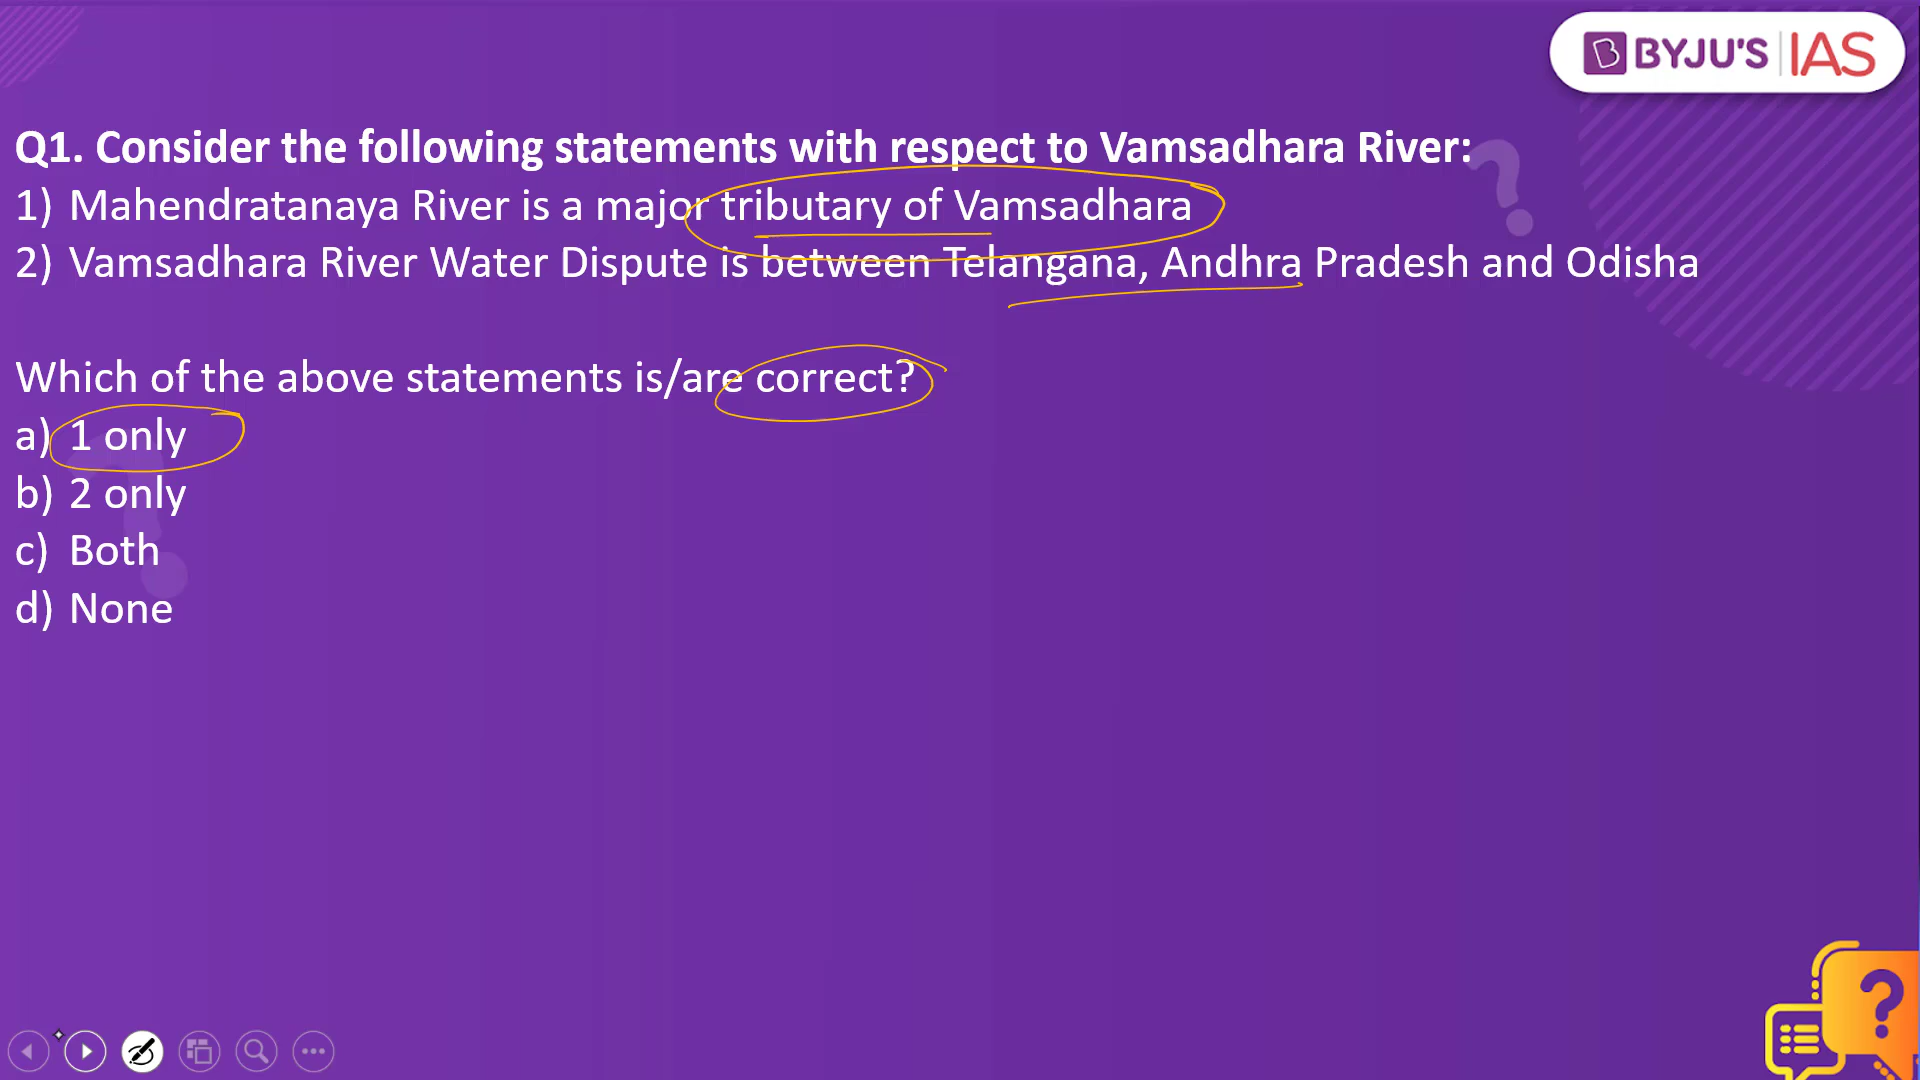 BYJU'S IAS
Q1. Consider the following statements with respect to Vamsadhara River:
1) Mahendratanaya River is a major tributary of Vamsadhara
2) Vamsadhara River Water Dispute is between Telangana, Andhra Pradesh and Odisha
Which of the above statements is/are correct?
a) 1 only
b) 2 only
c) Both
d) None